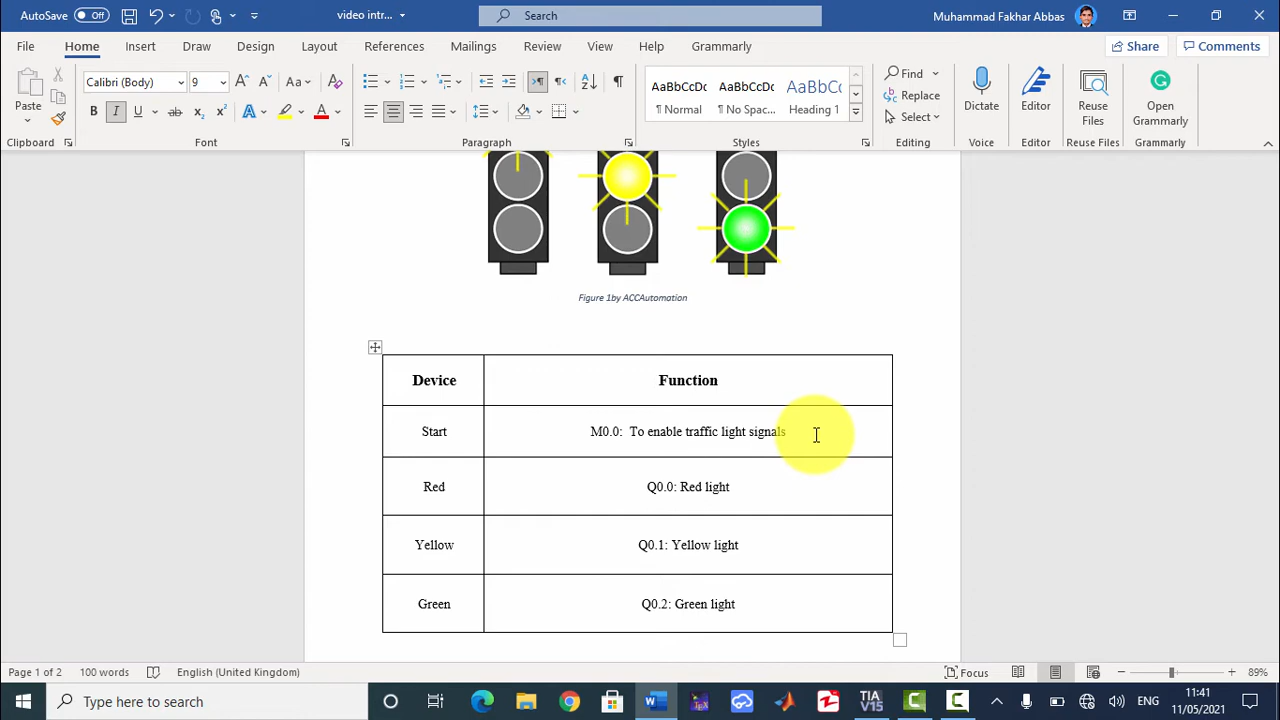 AutoSave Off
video intr...
Search
Muhammad Fakhar Abbas
File Home Insert Draw Design Layout References Mailings Review View Help Grammarly
Share Comments
Paste
Calibri (Body) 9
AaBbCcDc AaBbCcDc AaBbC
¶ Normal ¶ No Spac... Heading 1
Find
Replace
Select
Dictate
Editor
Reuse Files
Open Grammarly
Clipboard Font Paragraph Styles Editing Voice Editor Reuse Files Grammarly
Figure 1by ACCAutomation
Device Function
Start M0.0: To enable traffic light signals
Red Q0.0: Red light
Yellow Q0.1: Yellow light
Green Q0.2: Green light
Page 1 of 2 100 words English (United Kingdom) Focus 89%
Type here to search
TIA V15
ENG
11:41
11/05/2021